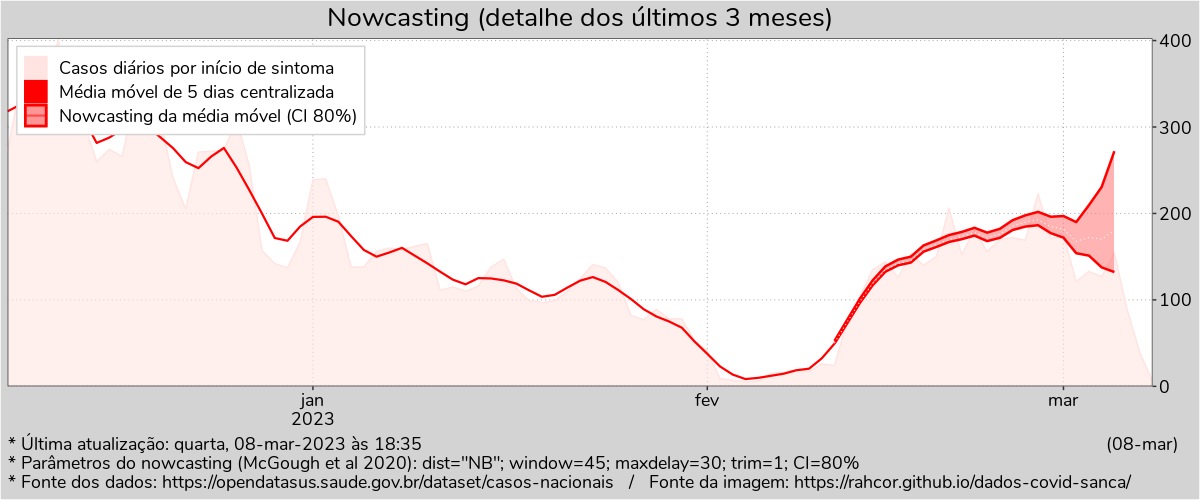 Nowcasting (detalhe dos últimos 3 meses)
Casos diários por início de sintoma
Média móvel de 5 dias centralizada
Nowcasting da média móvel (CI 80%)
400
300
200
100
0
jan
2023
fev
mar
* Última atualização: quarta, 08-mar-2023 às 18:35
(08-mar)
* Parâmetros do nowcasting (McGough et al 2020): dist="NB"; window=45; maxdelay=30; trim=1; CI=80%
* Fonte dos dados: https://opendatasus.saude.gov.br/dataset/casos-nacionais / Fonte da imagem: https://rahcor.github.io/dados-covid-sanca/